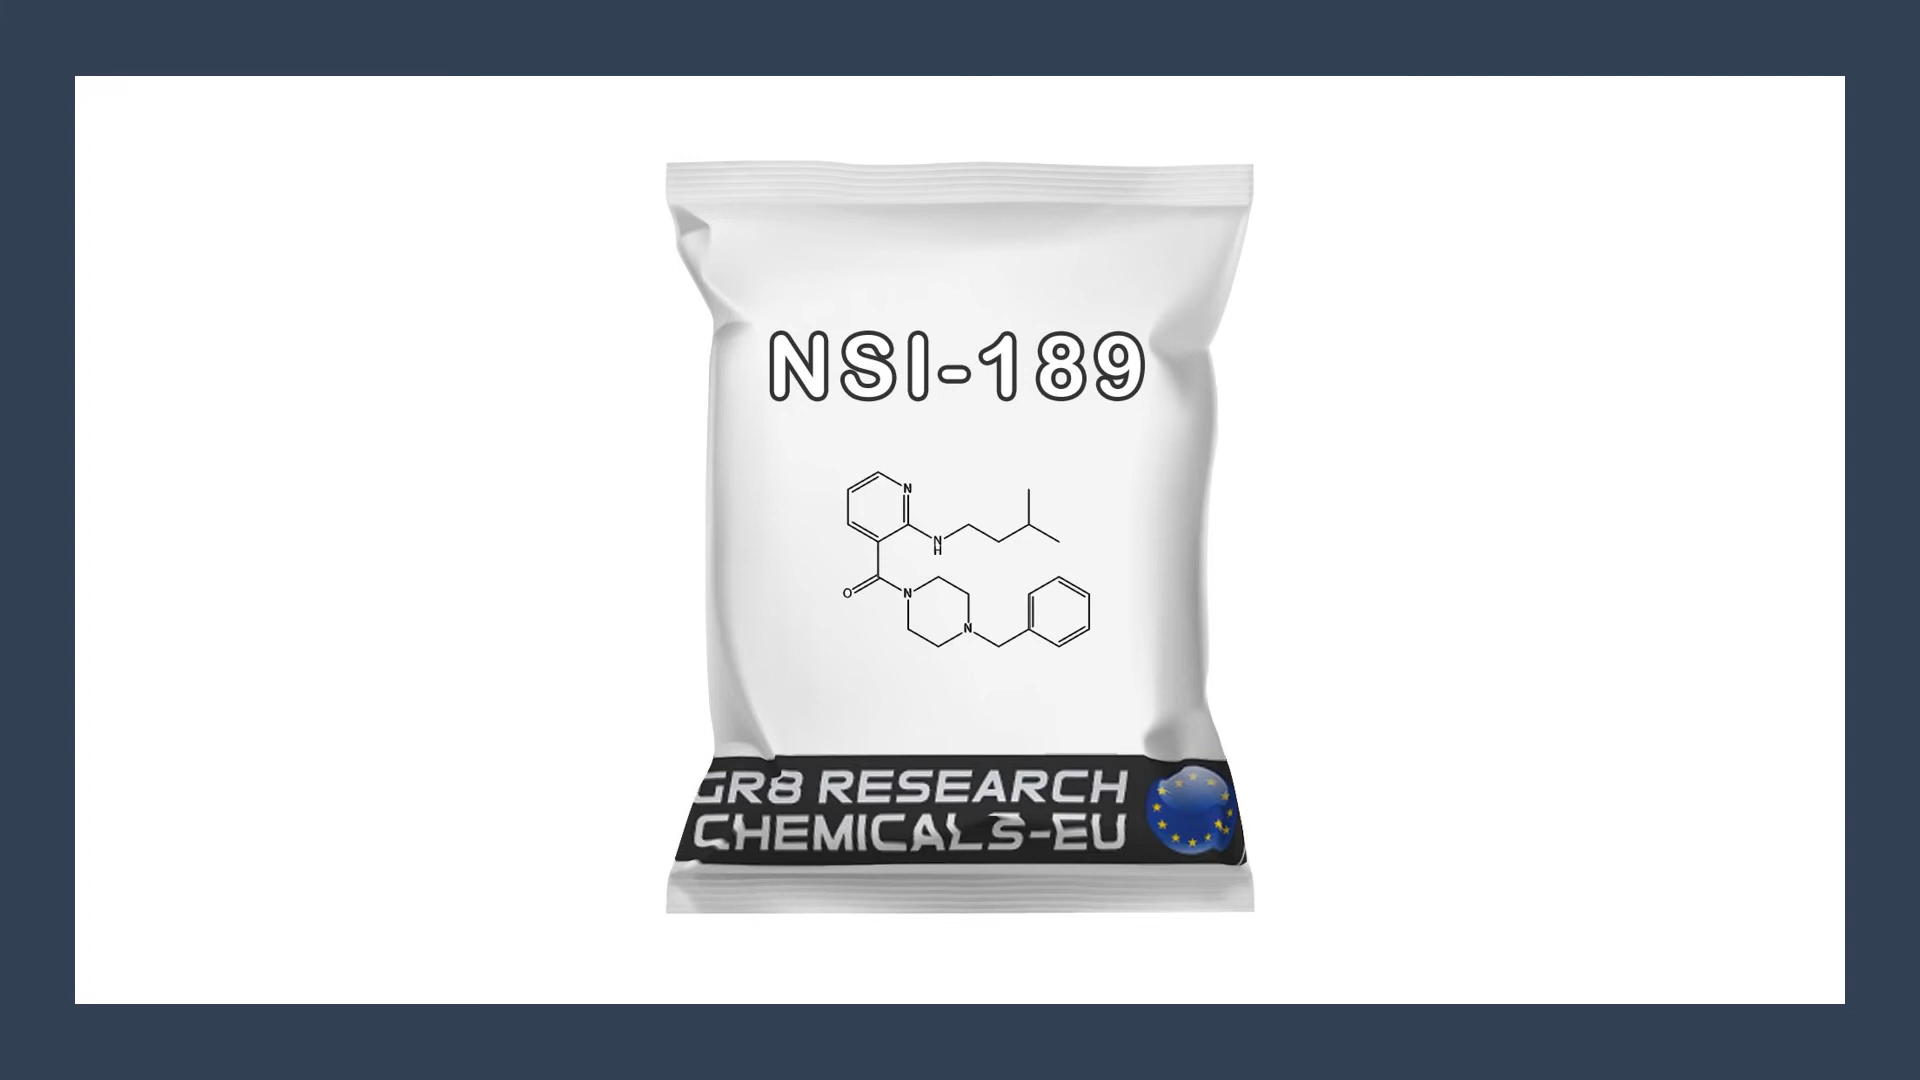 NSI-189
N
N
H
O
N
N
GR8 RESEARCH
CHEMICALS-EU